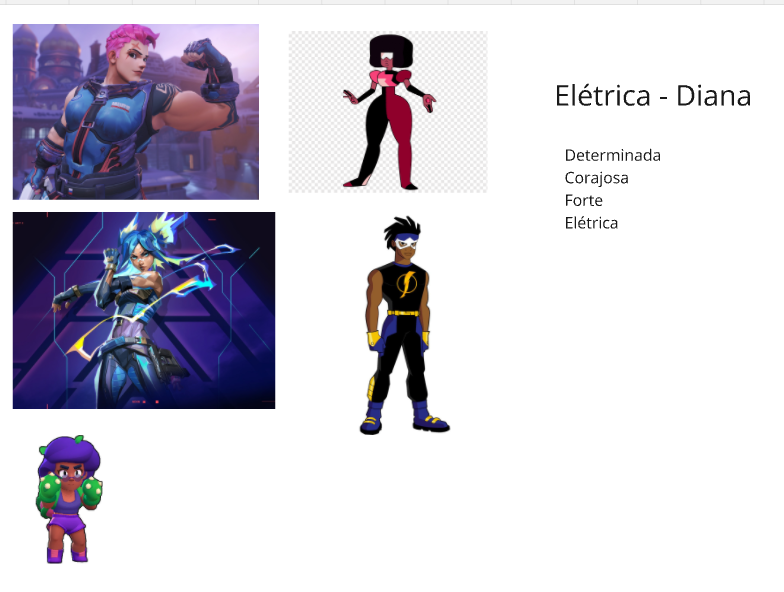 Elétrica - Diana
Determinada
Corajosa
Forte
Elétrica